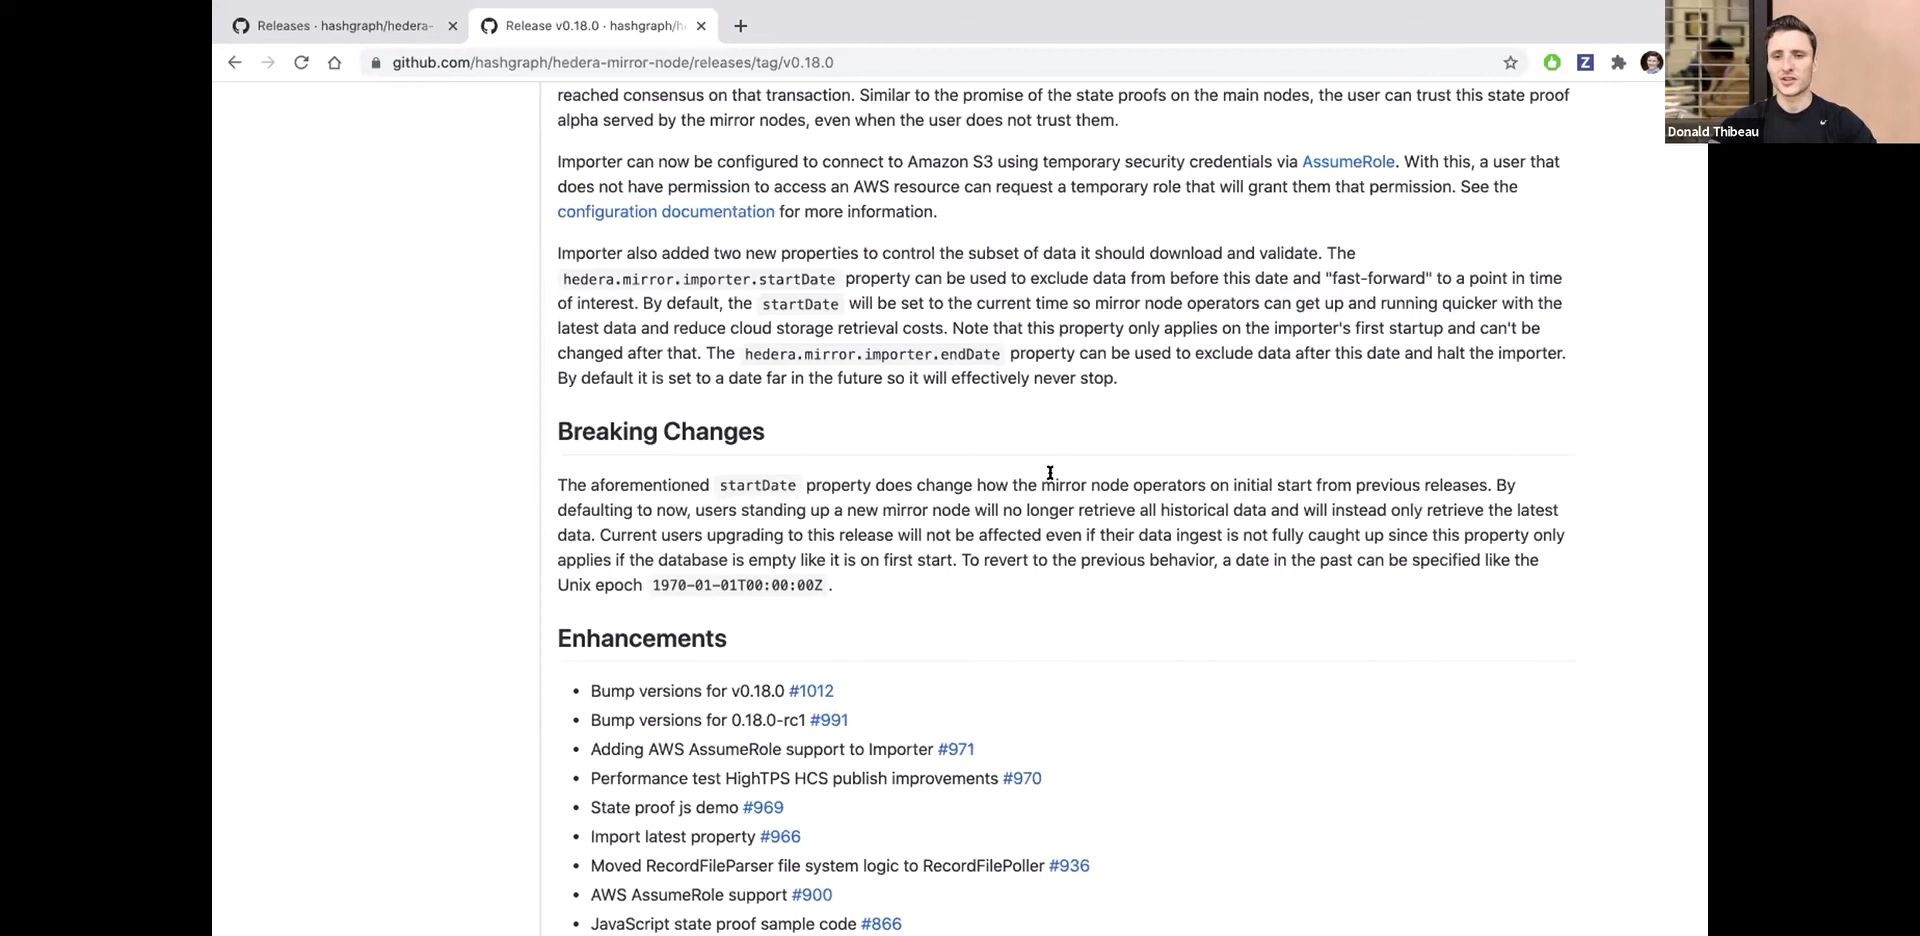 Releases · hashgraph/hedera-
Release v0.18.0 · hashgraph/h
github.com/hashgraph/hedera-mirror-node/releases/tag/v0.18.0
Z
Donald Thibeau
reached consensus on that transaction. Similar to the promise of the state proofs on the main nodes, the user can trust this state proof
alpha served by the mirror nodes, even when the user does not trust them.
Importer can now be configured to connect to Amazon S3 using temporary security credentials via AssumeRole. With this, a user that
does not have permission to access an AWS resource can request a temporary role that will grant them that permission. See the
configuration documentation for more information.
Importer also added two new properties to control the subset of data it should download and validate. The
hedera.mirror.importer.startDate property can be used to exclude data from before this date and "fast-forward" to a point in time
of interest. By default, the startDate will be set to the current time so mirror node operators can get up and running quicker with the
latest data and reduce cloud storage retrieval costs. Note that this property only applies on the importer's first startup and can't be
changed after that. The hedera.mirror.importer.endDate property can be used to exclude data after this date and halt the importer.
By default it is set to a date far in the future so it will effectively never stop.
Breaking Changes
The aforementioned startDate property does change how the mirror node operators on initial start from previous releases. By
defaulting to now, users standing up a new mirror node will no longer retrieve all historical data and will instead only retrieve the latest
data. Current users upgrading to this release will not be affected even if their data ingest is not fully caught up since this property only
applies if the database is empty like it is on first start. To revert to the previous behavior, a date in the past can be specified like the
Unix epoch 1970-01-01T00:00:00Z .
Enhancements
• Bump versions for v0.18.0 #1012
• Bump versions for 0.18.0-rc1 #991
• Adding AWS AssumeRole support to Importer #971
• Performance test HighTPS HCS publish improvements #970
• State proof js demo #969
• Import latest property #966
• Moved RecordFileParser file system logic to RecordFilePoller #936
• AWS AssumeRole support #900
• JavaScript state proof sample code #866